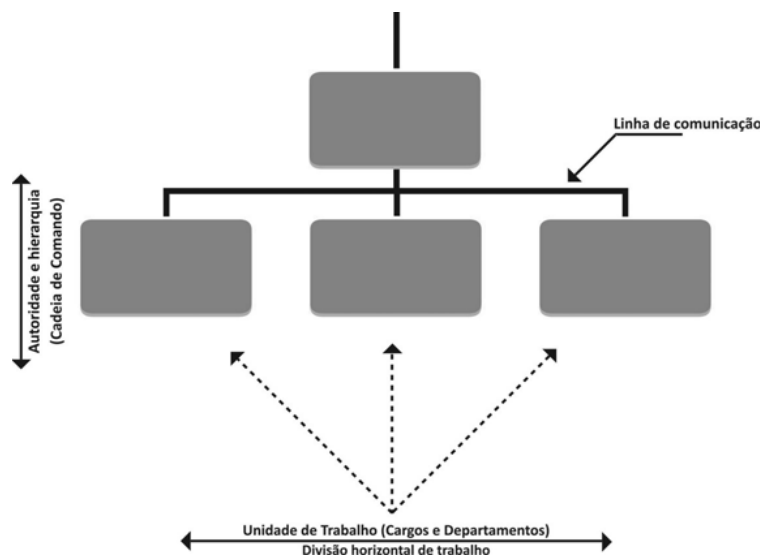 Linha de comunicação
Autoridade e hierarquia
(Cadeia de Comando)
Unidade de Trabalho (Cargos e Departamentos)
Divisão horizontal de trabalho